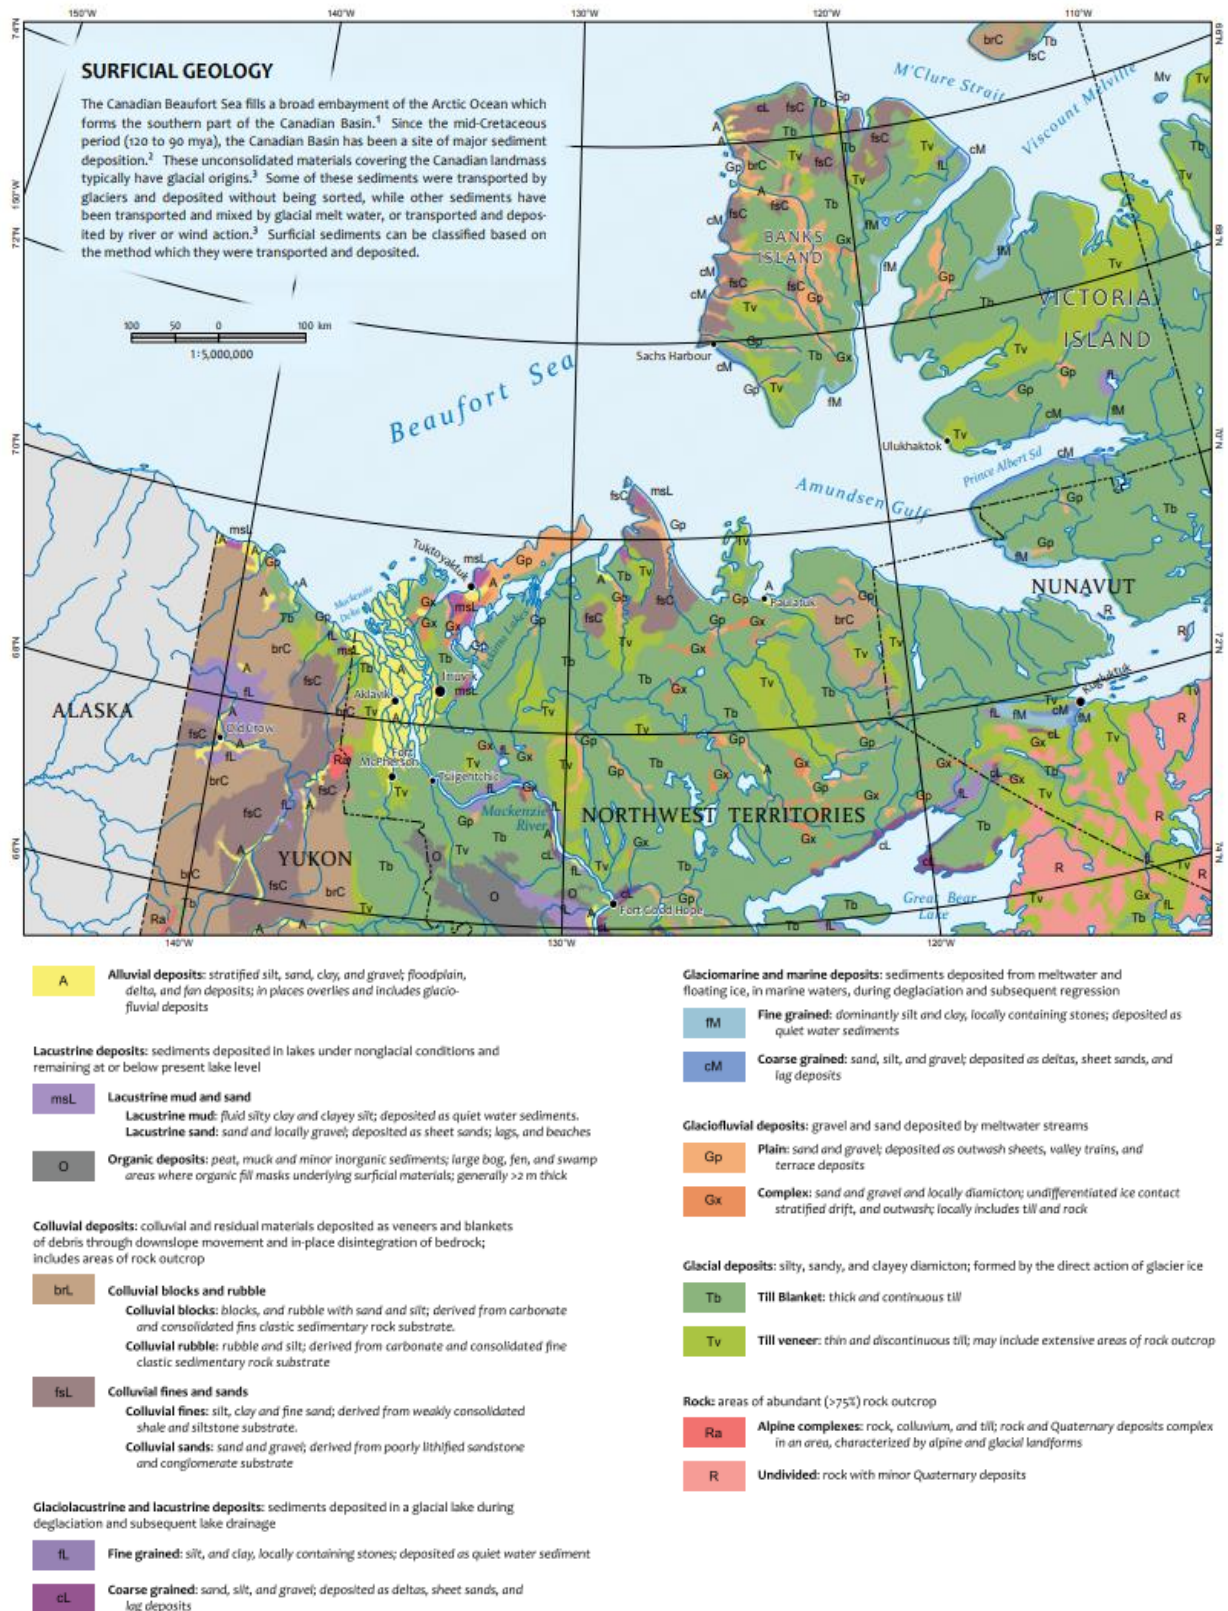 150°W
140°W
130°W
120°W
110°W
74°N
66°N
SURFICIAL GEOLOGY
The Canadian Beaufort Sea fills a broad embayment of the Arctic Ocean which
forms the southern part of the Canadian Basin.¹ Since the mid-Cretaceous
period (120 to 90 mya), the Canadian Basin has been a site of major sediment
deposition.² These unconsolidated materials covering the Canadian landmass
typically have glacial origins.³ Some of these sediments were transported by
glaciers and deposited without being sorted, while other sediments have
been transported and mixed by glacial melt water, or transported and depos-
ited by river or wind action.³ Surficial sediments can be classified based on
the method which they were transported and deposited.
100 50 0 100 km
1:5,000,000
150°W
72°N
68°N
M'Clure Strait
Viscount Melville
BANKS
ISLAND
VICTORIA
ISLAND
Sachs Harbour
Beaufort Sea
Ulukhaktok
Prince Albert Sd
Amundsen Gulf
70°N
70°N
Tuktoyaktuk
Mackenzie
Delta
Paulatuk
NUNAVUT
Kugluktuk
68°N
72°N
ALASKA
Aklavik
Inuvik
Old Crow
Fort
McPherson
Tsiigehtchic
Mackenzie
River
NORTHWEST TERRITORIES
YUKON
66°N
74°N
Fort Good Hope
Great Bear
Lake
140°W
130°W
120°W
A
Alluvial deposits: stratified silt, sand, clay, and gravel; floodplain,
delta, and fan deposits; in places overlies and includes glacio-
fluvial deposits
Lacustrine deposits: sediments deposited in lakes under nonglacial conditions and
remaining at or below present lake level
msL
Lacustrine mud and sand
Lacustrine mud: fluid silty clay and clayey silt; deposited as quiet water sediments.
Lacustrine sand: sand and locally gravel; deposited as sheet sands; lags, and beaches
O
Organic deposits: peat, muck and minor inorganic sediments; large bog, fen, and swamp
areas where organic fill masks underlying surficial materials; generally >2 m thick
Colluvial deposits: colluvial and residual materials deposited as veneers and blankets
of debris through downslope movement and in-place disintegration of bedrock;
includes areas of rock outcrop
brL
Colluvial blocks and rubble
Colluvial blocks: blocks, and rubble with sand and silt; derived from carbonate
and consolidated fins clastic sedimentary rock substrate.
Colluvial rubble: rubble and silt; derived from carbonate and consolidated fine
clastic sedimentary rock substrate
fsL
Colluvial fines and sands
Colluvial fines: silt, clay and fine sand; derived from weakly consolidated
shale and siltstone substrate.
Colluvial sands: sand and gravel; derived from poorly lithified sandstone
and conglomerate substrate
Glaciolacustrine and lacustrine deposits: sediments deposited in a glacial lake during
deglaciation and subsequent lake drainage
fL
Fine grained: silt, and clay, locally containing stones; deposited as quiet water sediment
cL
Coarse grained: sand, silt, and gravel; deposited as deltas, sheet sands, and
lag deposits
Glaciomarine and marine deposits: sediments deposited from meltwater and
floating ice, in marine waters, during deglaciation and subsequent regression
fM
Fine grained: dominantly silt and clay, locally containing stones; deposited as
quiet water sediments
cM
Coarse grained: sand, silt, and gravel; deposited as deltas, sheet sands, and
lag deposits
Glaciofluvial deposits: gravel and sand deposited by meltwater streams
Gp
Plain: sand and gravel; deposited as outwash sheets, valley trains, and
terrace deposits
Gx
Complex: sand and gravel and locally diamicton; undifferentiated ice contact
stratified drift, and outwash; locally includes till and rock
Glacial deposits: silty, sandy, and clayey diamicton; formed by the direct action of glacier ice
Tb
Till Blanket: thick and continuous till
Tv
Till veneer: thin and discontinuous till; may include extensive areas of rock outcrop
Rock: areas of abundant (>75%) rock outcrop
Ra
Alpine complexes: rock, colluvium, and till; rock and Quaternary deposits complex
in an area, characterized by alpine and glacial landforms
R
Undivided: rock with minor Quaternary deposits